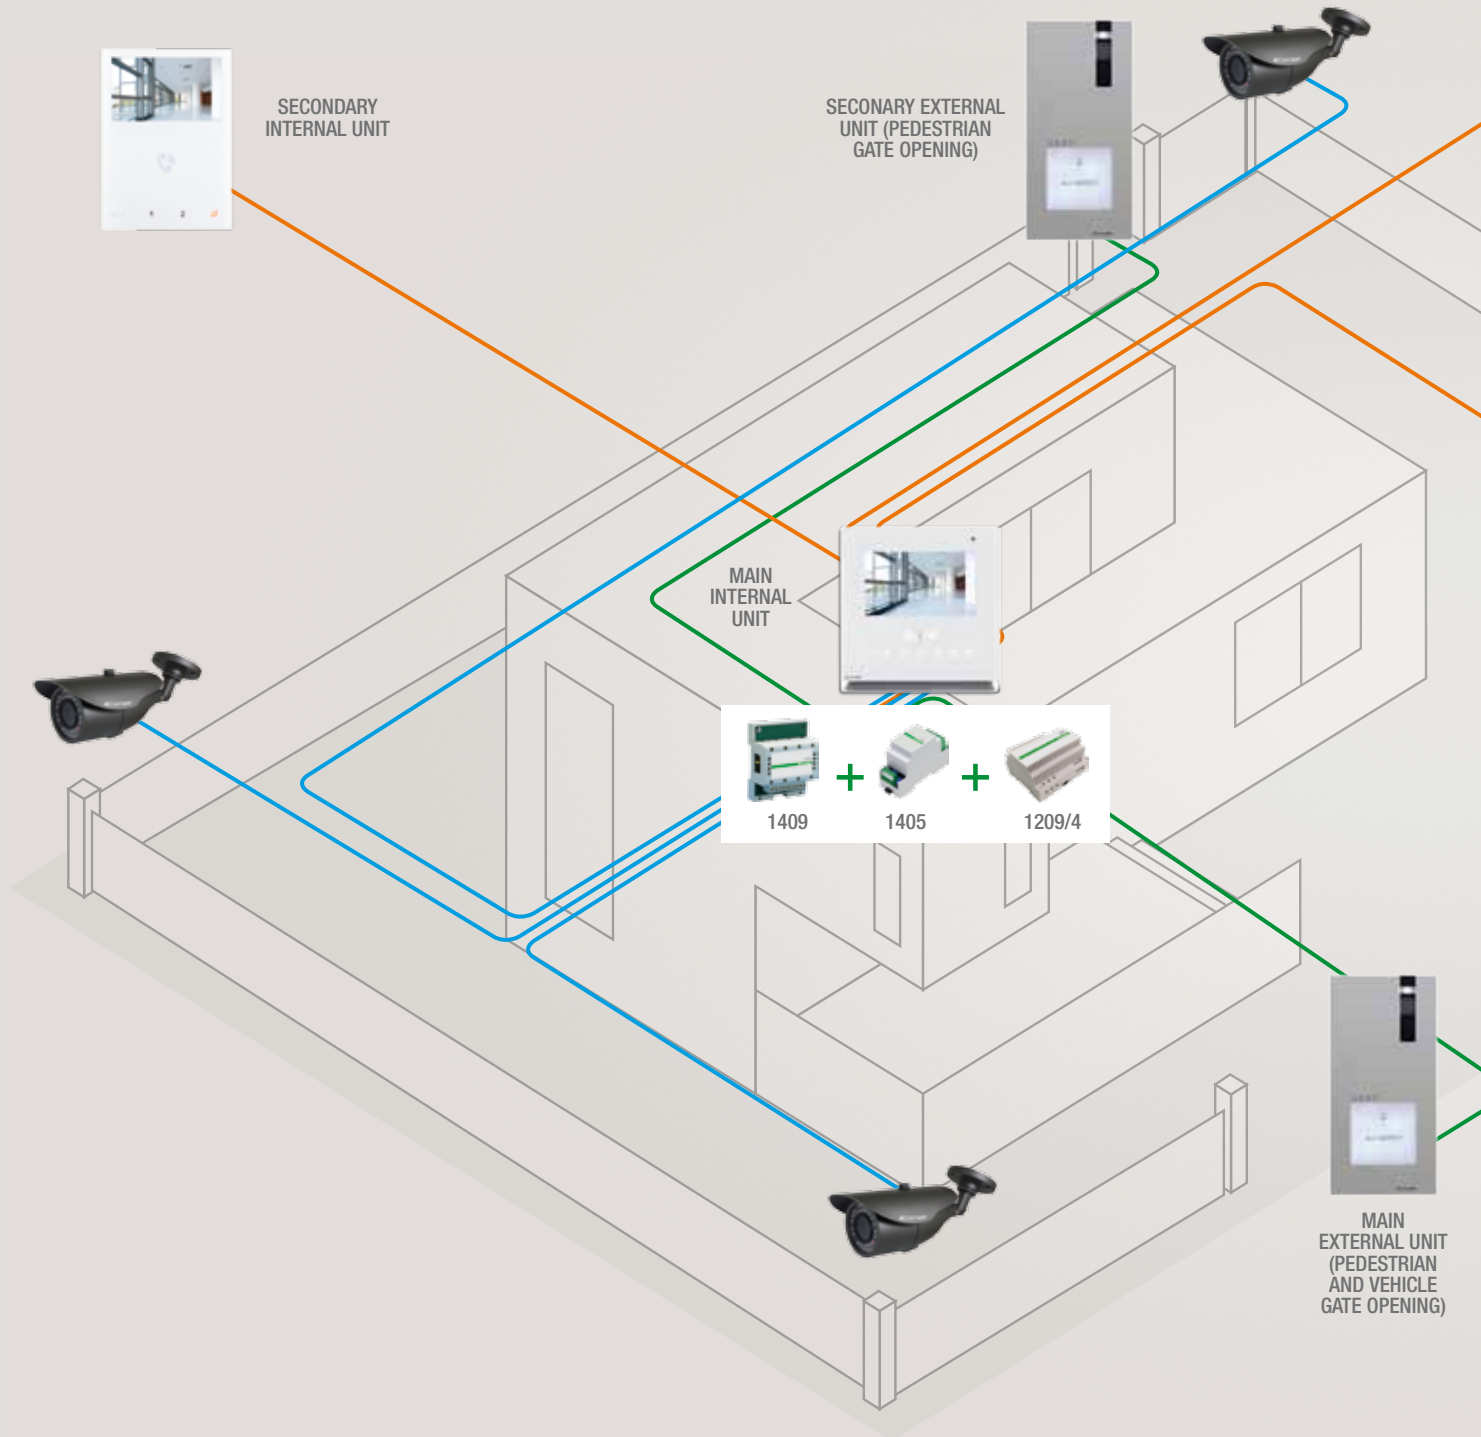 SECONDARY
INTERNAL UNIT
SECONARY EXTERNAL
UNIT (PEDESTRIAN
GATE OPENING)
MAIN
INTERNAL
UNIT
1409
1405
1209/4
MAIN
EXTERNAL UNIT
(PEDESTRIAN
AND VEHICLE
GATE OPENING)